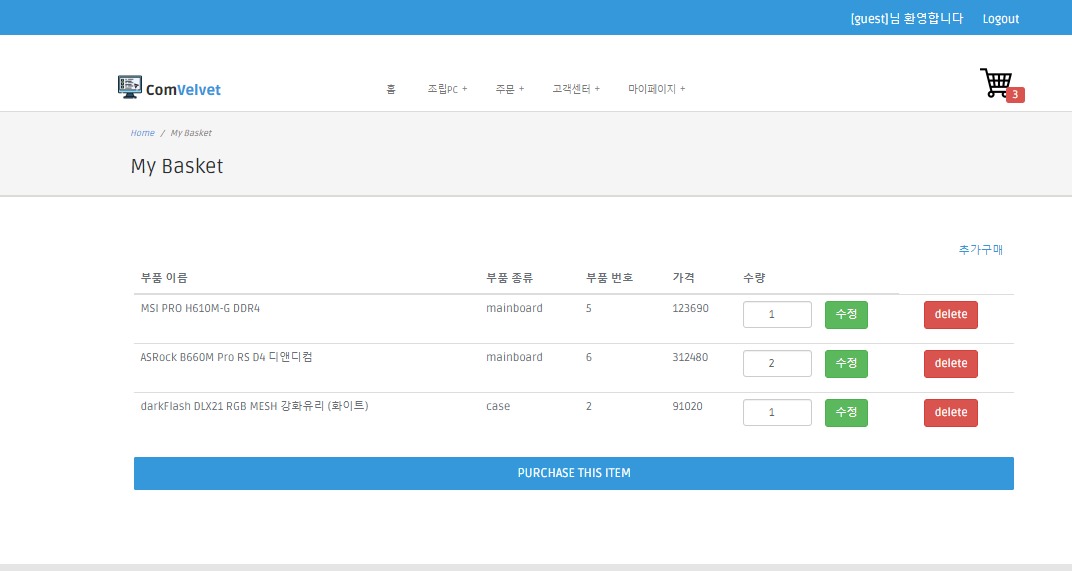 [guest]님 환영합니다 Logout
ComVelvet 홈 조립PC + 주문 + 고객센터 + 마이페이지 + 3
Home / My Basket
My Basket
추가구매
부품 이름 부품 종류 부품 번호 가격 수량
MSI PRO H610M-G DDR4 mainboard 5 123690 1 수정 delete
ASRock B660M Pro RS D4 디앤디컴 mainboard 6 312480 2 수정 delete
darkFlash DLX21 RGB MESH 강화유리 (화이트) case 2 91020 1 수정 delete
PURCHASE THIS ITEM